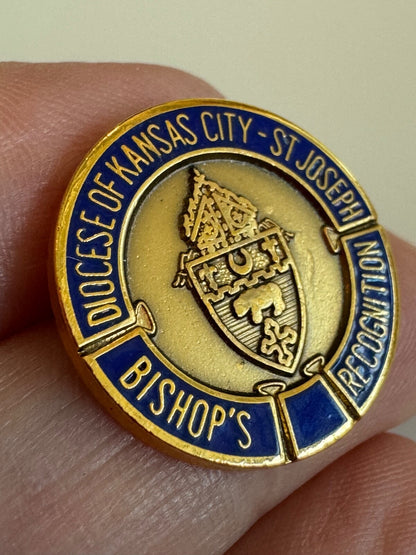 DIOCESE OF KANSAS CITY - ST JOSEPH
BISHOP'S
RECOGNITION